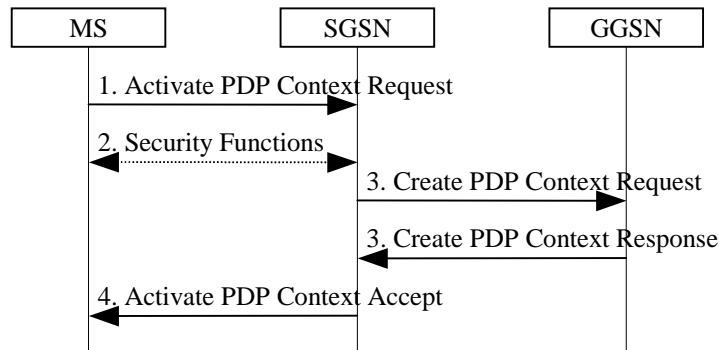 MS
SGSN
GGSN
1. Activate PDP Context Request
2. Security Functions
3. Create PDP Context Request
3. Create PDP Context Response
4. Activate PDP Context Accept